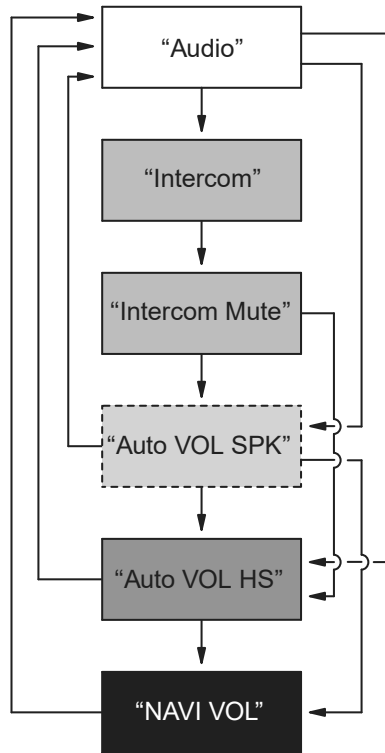 “Audio”
“Intercom”
“Intercom Mute”
“Auto VOL SPK”
“Auto VOL HS”
“NAVI VOL”